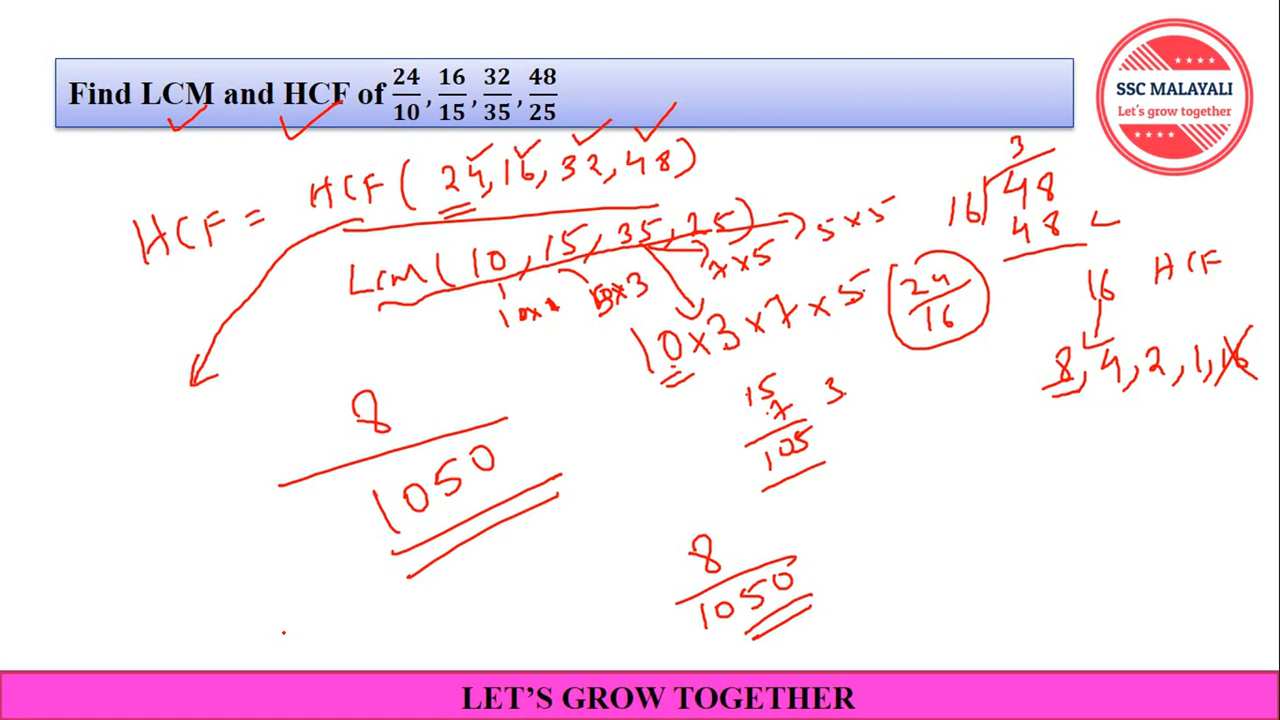 Find LCM and HCF of 24/10, 16/15, 32/35, 48/25
SSC MALAYALI
Let's grow together
HCF = HCF ( 24, 16, 32, 48 )
LCM ( 10, 15, 35, 25 )
5 × 5
7 × 5
10 × 3 × 7 × 5
24/16
3
16 48
48
16 HCF
8, 4, 2, 1, 16
15 3
7
105
8
1050
8
1050
LET'S GROW TOGETHER